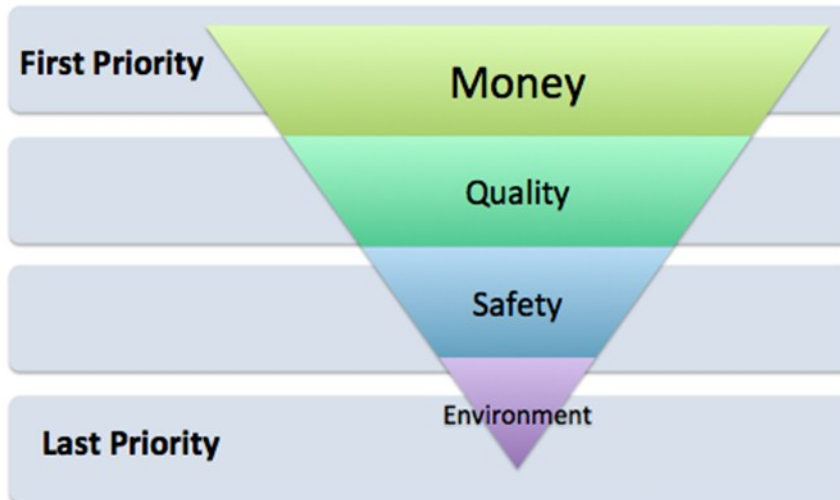 First Priority
Money
Quality
Safety
Environment
Last Priority